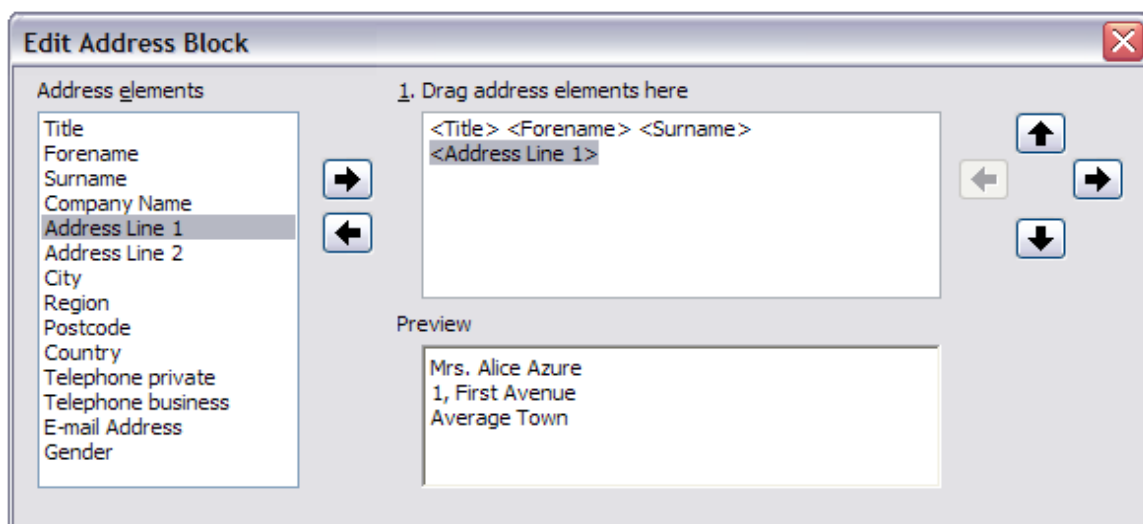 Edit Address Block
Address elements
Title
Forename
Surname
Company Name
Address Line 1
Address Line 2
City
Region
Postcode
Country
Telephone private
Telephone business
E-mail Address
Gender
1. Drag address elements here
<Title> <Forename> <Surname>
<Address Line 1>
Preview
Mrs. Alice Azure
1, First Avenue
Average Town